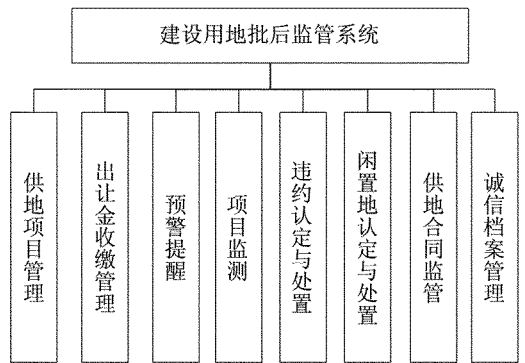 建设用地批后监管系统
供地项目管理
出让金收缴管理
预警提醒
项目监测
违约认定与处置
闲置地认定与处置
供地合同监管
诚信档案管理